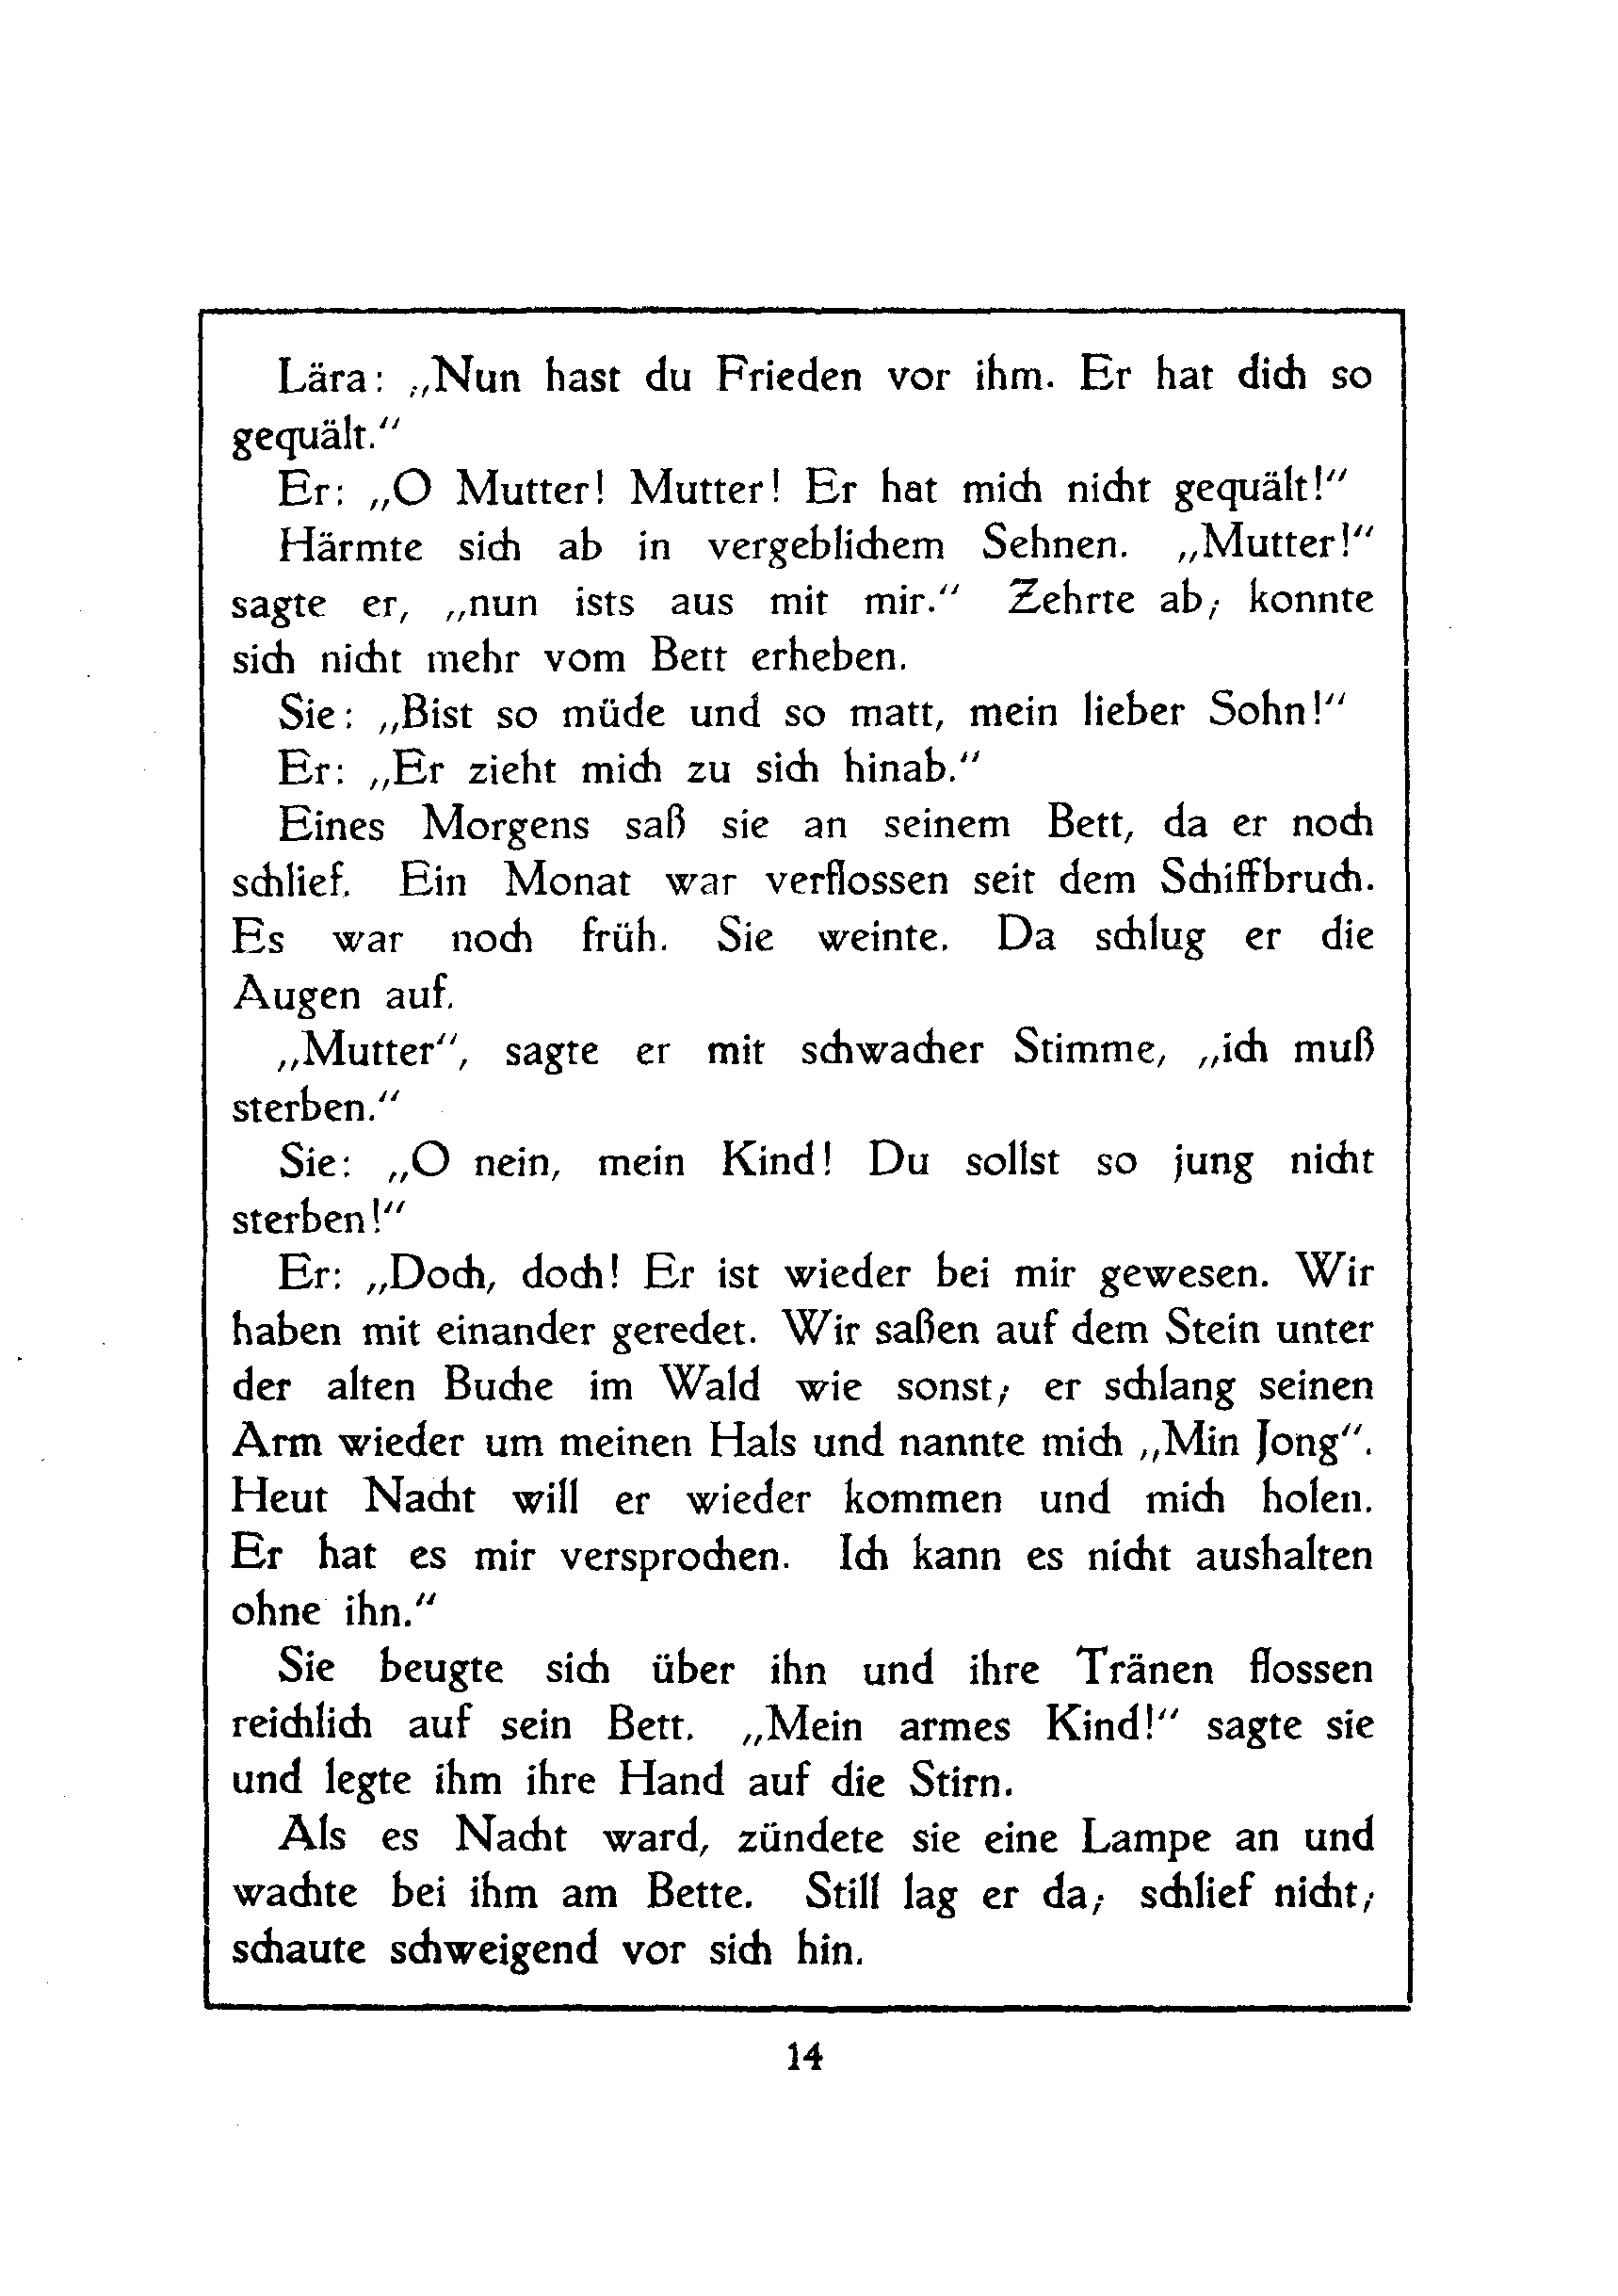 Lära: „Nun hast du Frieden vor ihm. Er hat dich so
gequält.“
Er: „O Mutter! Mutter! Er hat mich nicht gequält!“
Härmte sich ab in vergeblichem Sehnen. „Mutter!“
sagte er, „nun ists aus mit mir.“ Zehrte ab; konnte
sich nicht mehr vom Bett erheben.
Sie: „Bist so müde und so matt, mein lieber Sohn!“
Er: „Er zieht mich zu sich hinab.“
Eines Morgens saß sie an seinem Bett, da er noch
schlief. Ein Monat war verflossen seit dem Schiffbruch.
Es war noch früh. Sie weinte. Da schlug er die
Augen auf.
„Mutter“, sagte er mit schwacher Stimme, „ich muß
sterben.“
Sie: „O nein, mein Kind! Du sollst so jung nicht
sterben!“
Er: „Doch, doch! Er ist wieder bei mir gewesen. Wir
haben mit einander geredet. Wir saßen auf dem Stein unter
der alten Buche im Wald wie sonst; er schlang seinen
Arm wieder um meinen Hals und nannte mich „Min Jong“.
Heut Nacht will er wieder kommen und mich holen.
Er hat es mir versprochen. Ich kann es nicht aushalten
ohne ihn.“
Sie beugte sich über ihn und ihre Tränen flossen
reichlich auf sein Bett. „Mein armes Kind!“ sagte sie
und legte ihm ihre Hand auf die Stirn.
Als es Nacht ward, zündete sie eine Lampe an und
wachte bei ihm am Bette. Still lag er da; schlief nicht;
schaute schweigend vor sich hin.
14